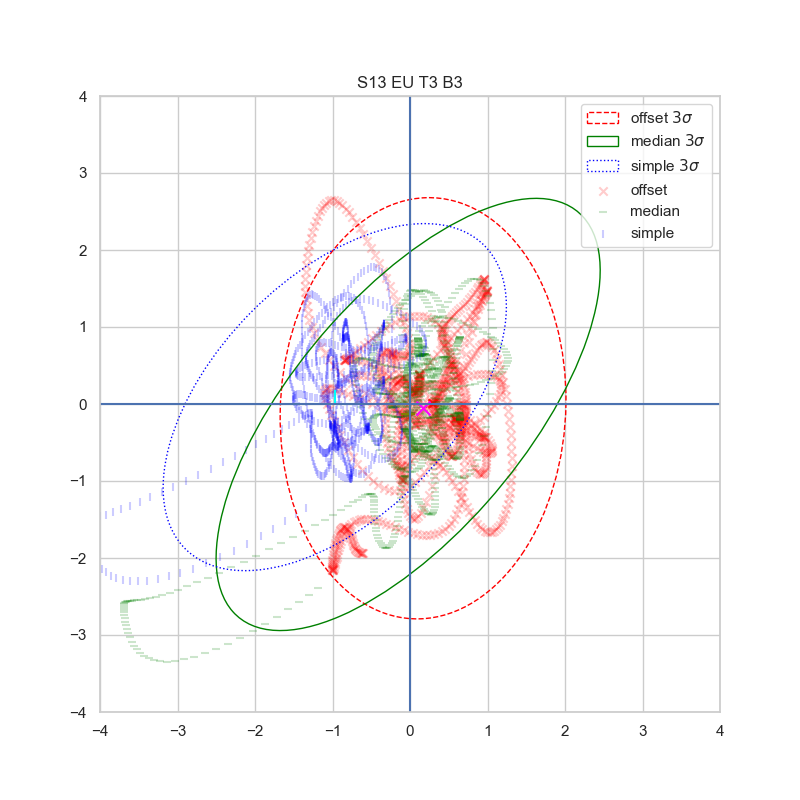 S13 EU T3 B3
offset 3σ
median 3σ
simple 3σ
offset
median
simple
4
3
2
1
0
−1
−2
−3
−4
−4 −3 −2 −1 0 1 2 3 4